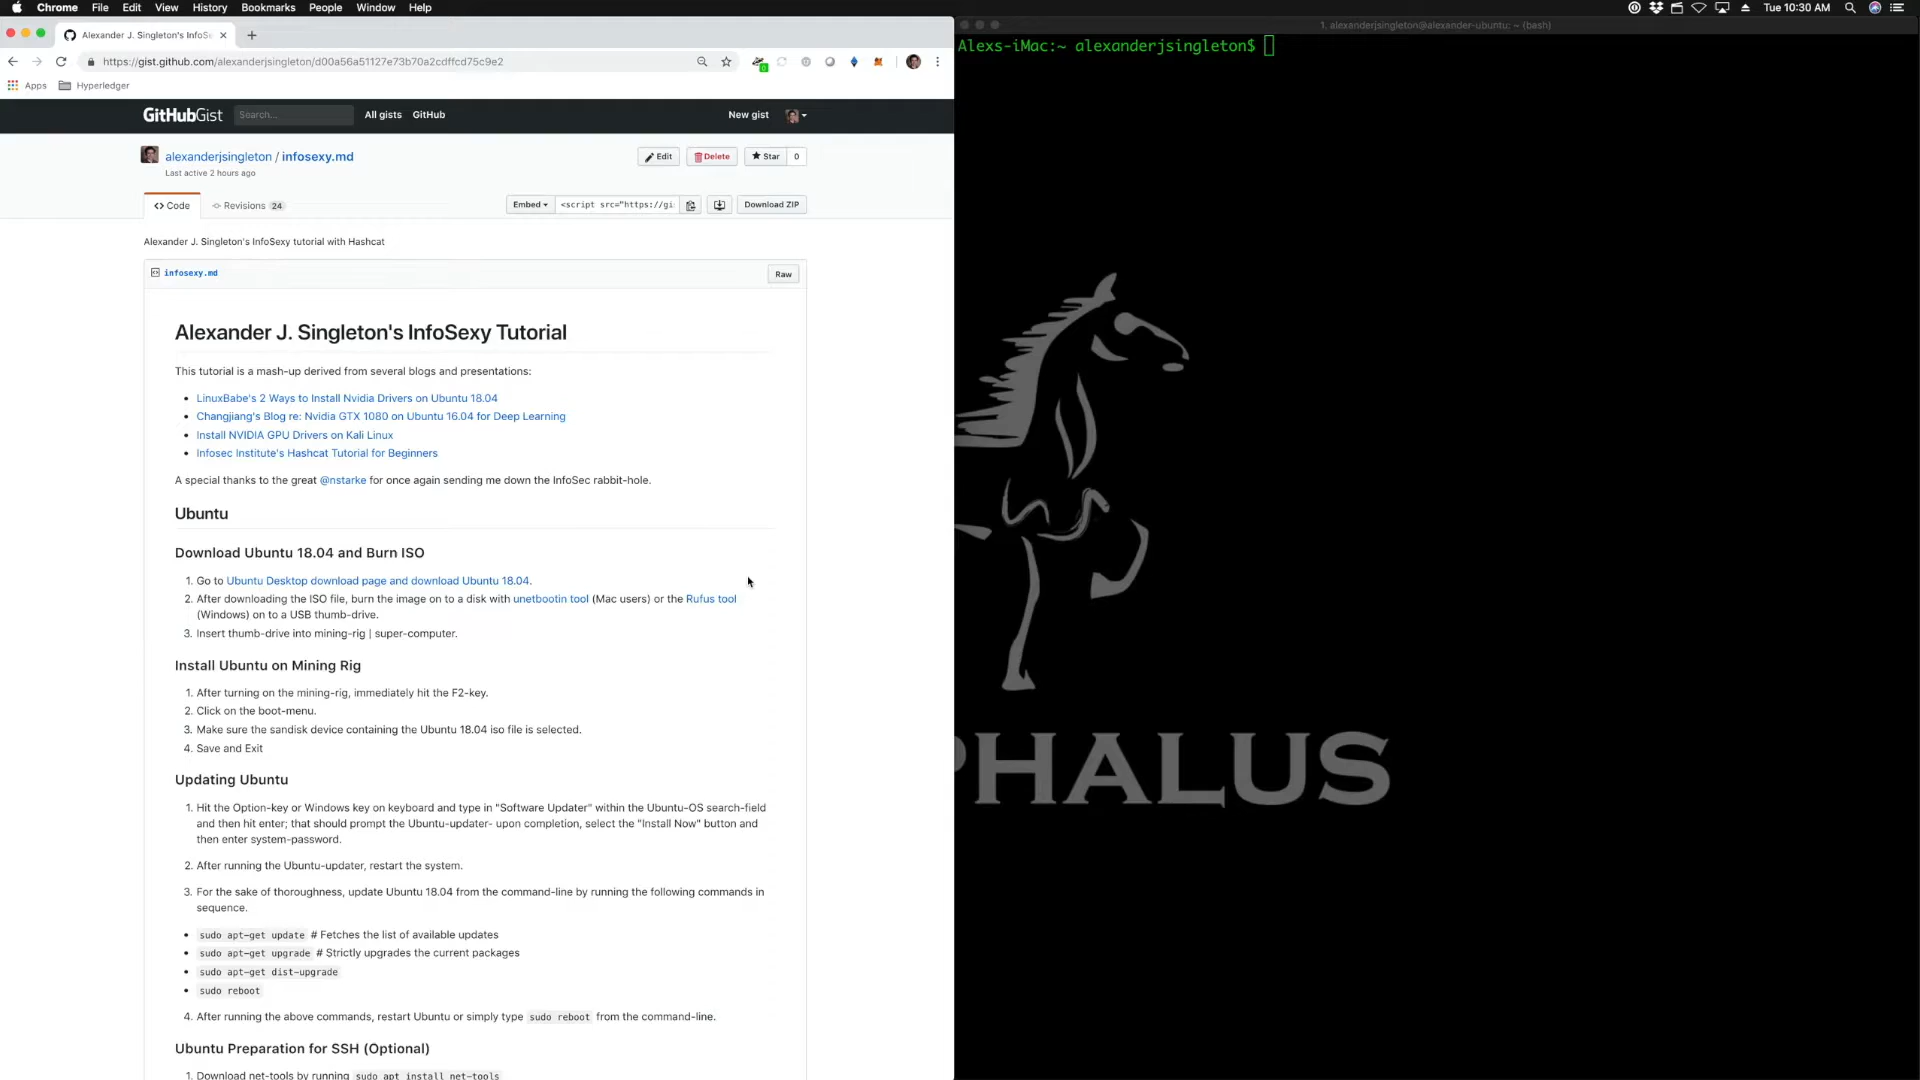 Chrome File Edit View History Bookmarks People Window Help
Tue 10:30 AM
Alexander J. Singleton's InfoSe
1. alexanderjsingleton@alexander-ubuntu: ~ (bash)
https://gist.github.com/alexanderjsingleton/d00a56a51127e73b70a2cdffcd75c9e2
Alexs-iMac:~ alexanderjsingleton$
Apps Hyperledger
GitHubGist Search... All gists GitHub New gist
alexanderjsingleton / infosexy.md
Edit Delete Star 0
Last active 2 hours ago
Code Revisions 24
Embed <script src="https://gi Download ZIP
Alexander J. Singleton's InfoSexy tutorial with Hashcat
infosexy.md Raw
Alexander J. Singleton's InfoSexy Tutorial
This tutorial is a mash-up derived from several blogs and presentations:
• LinuxBabe's 2 Ways to Install Nvidia Drivers on Ubuntu 18.04
• Changjiang's Blog re: Nvidia GTX 1080 on Ubuntu 16.04 for Deep Learning
• Install NVIDIA GPU Drivers on Kali Linux
• Infosec Institute's Hashcat Tutorial for Beginners
A special thanks to the great @nstarke for once again sending me down the InfoSec rabbit-hole.
Ubuntu
Download Ubuntu 18.04 and Burn ISO
1. Go to Ubuntu Desktop download page and download Ubuntu 18.04.
2. After downloading the ISO file, burn the image on to a disk with unetbootin tool (Mac users) or the Rufus tool
(Windows) on to a USB thumb-drive.
3. Insert thumb-drive into mining-rig | super-computer.
Install Ubuntu on Mining Rig
1. After turning on the mining-rig, immediately hit the F2-key.
2. Click on the boot-menu.
3. Make sure the sandisk device containing the Ubuntu 18.04 iso file is selected.
4. Save and Exit
Updating Ubuntu
1. Hit the Option-key or Windows key on keyboard and type in "Software Updater" within the Ubuntu-OS search-field
and then hit enter; that should prompt the Ubuntu-updater- upon completion, select the "Install Now" button and
then enter system-password.
2. After running the Ubuntu-updater, restart the system.
3. For the sake of thoroughness, update Ubuntu 18.04 from the command-line by running the following commands in
sequence.
• sudo apt-get update # Fetches the list of available updates
• sudo apt-get upgrade # Strictly upgrades the current packages
• sudo apt-get dist-upgrade
• sudo reboot
4. After running the above commands, restart Ubuntu or simply type sudo reboot from the command-line.
Ubuntu Preparation for SSH (Optional)
1. Download net-tools by running sudo apt install net-tools
PHALUS